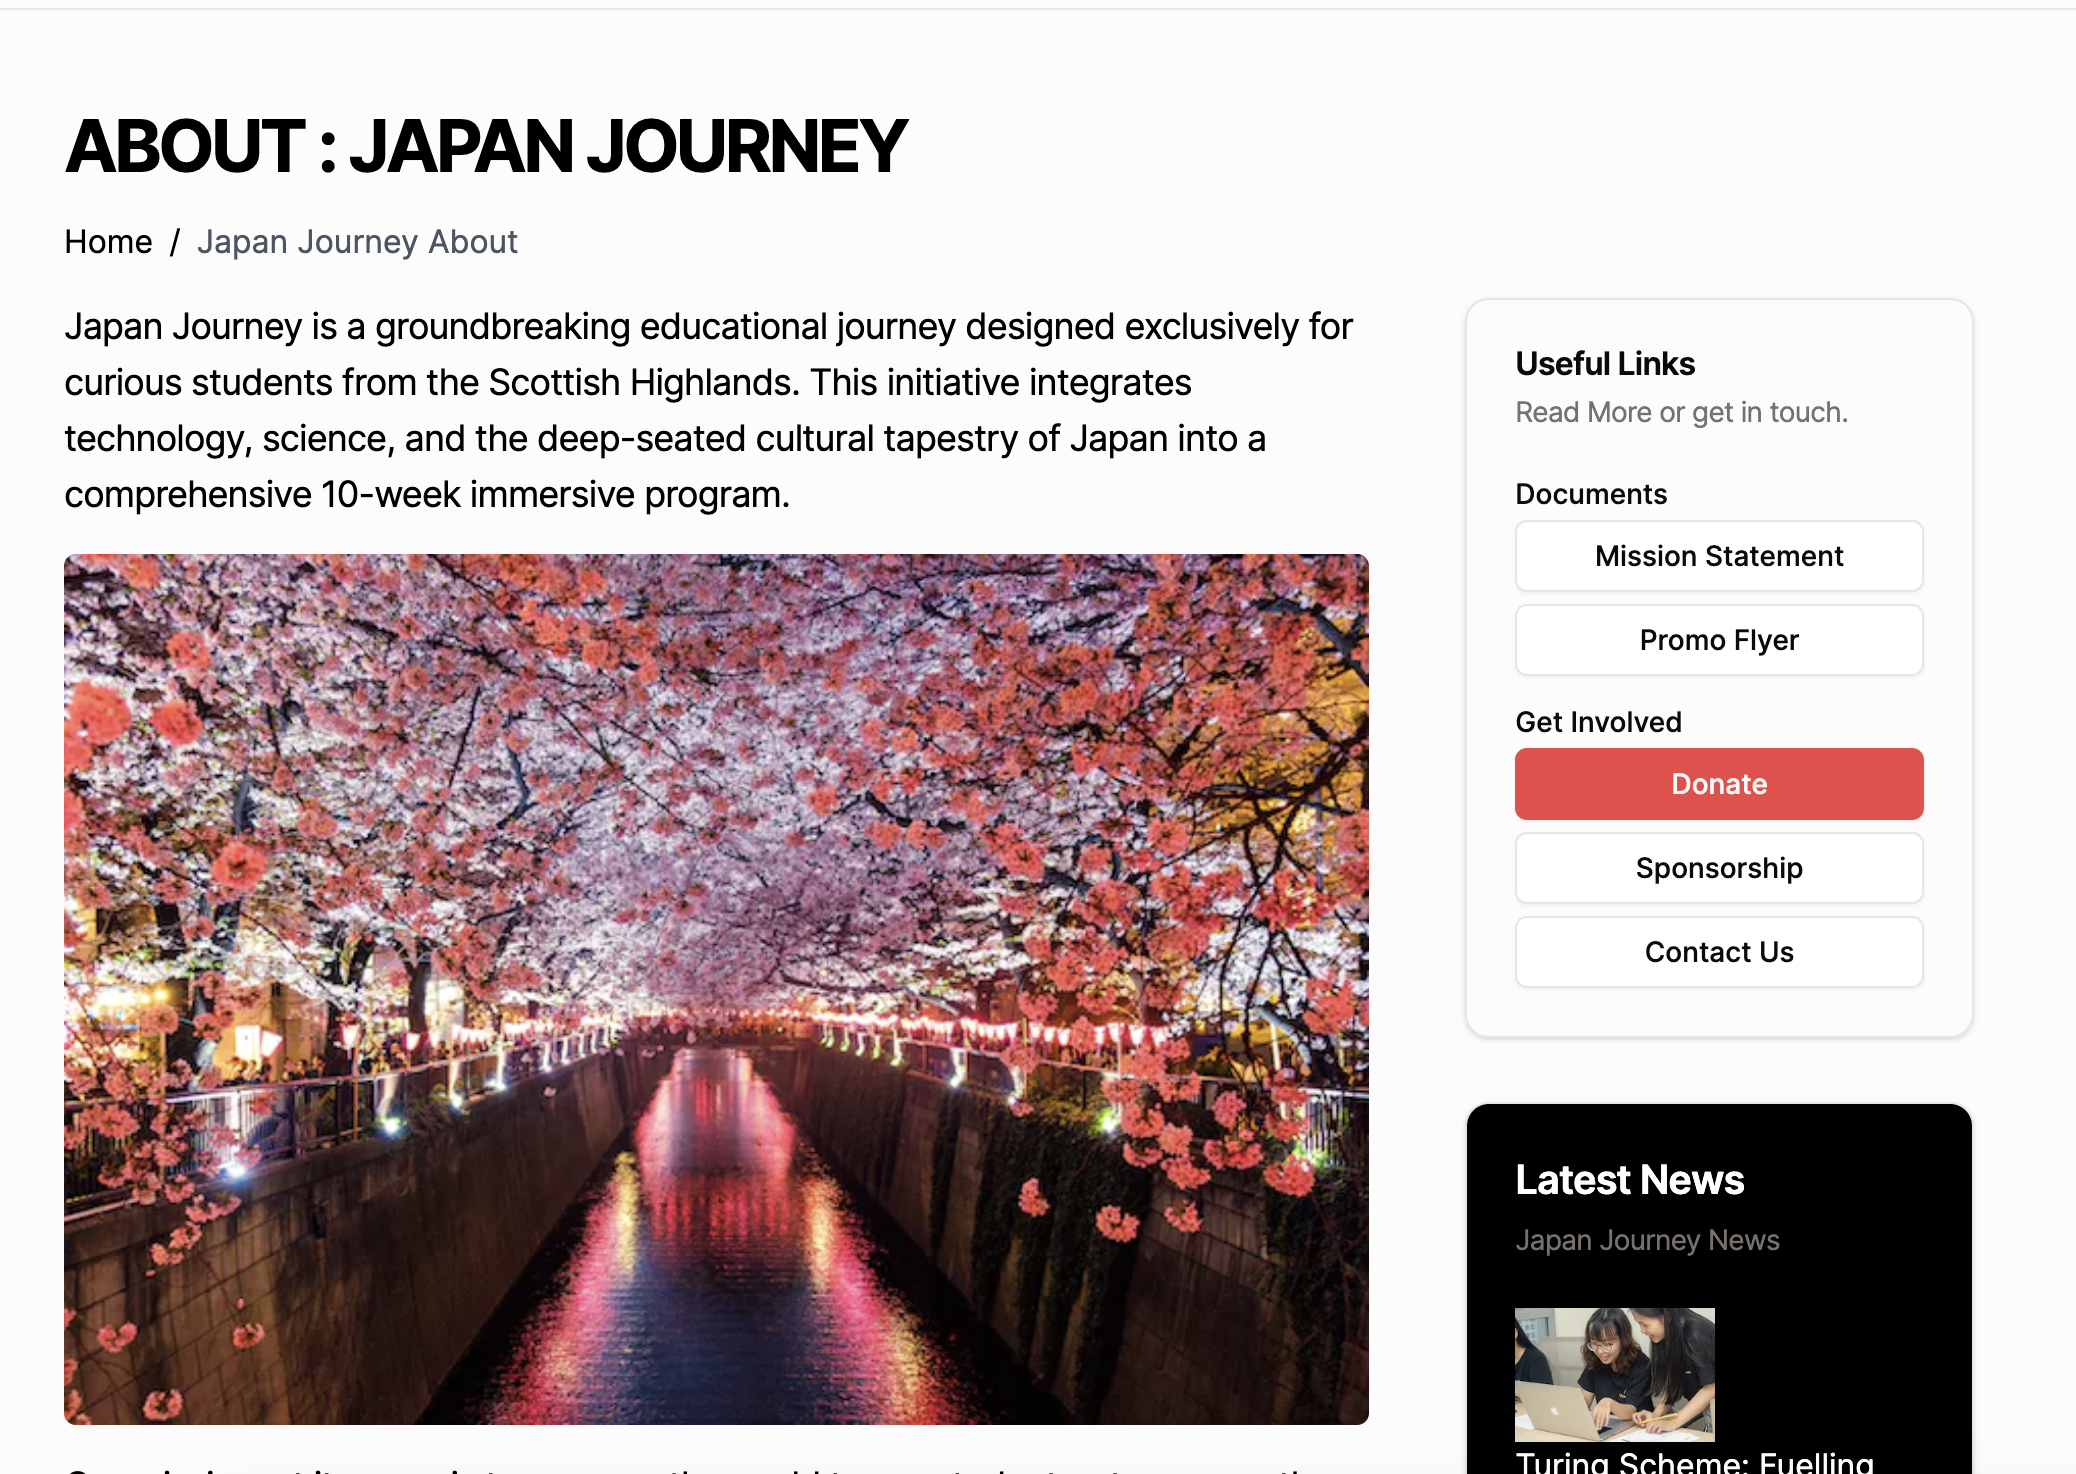 ABOUT : JAPAN JOURNEY
Home / Japan Journey About
Japan Journey is a groundbreaking educational journey designed exclusively for
curious students from the Scottish Highlands. This initiative integrates
technology, science, and the deep-seated cultural tapestry of Japan into a
comprehensive 10-week immersive program.
Useful Links
Read More or get in touch.
Documents
Mission Statement
Promo Flyer
Get Involved
Donate
Sponsorship
Contact Us
Latest News
Japan Journey News
Turing Scheme: Fuelling